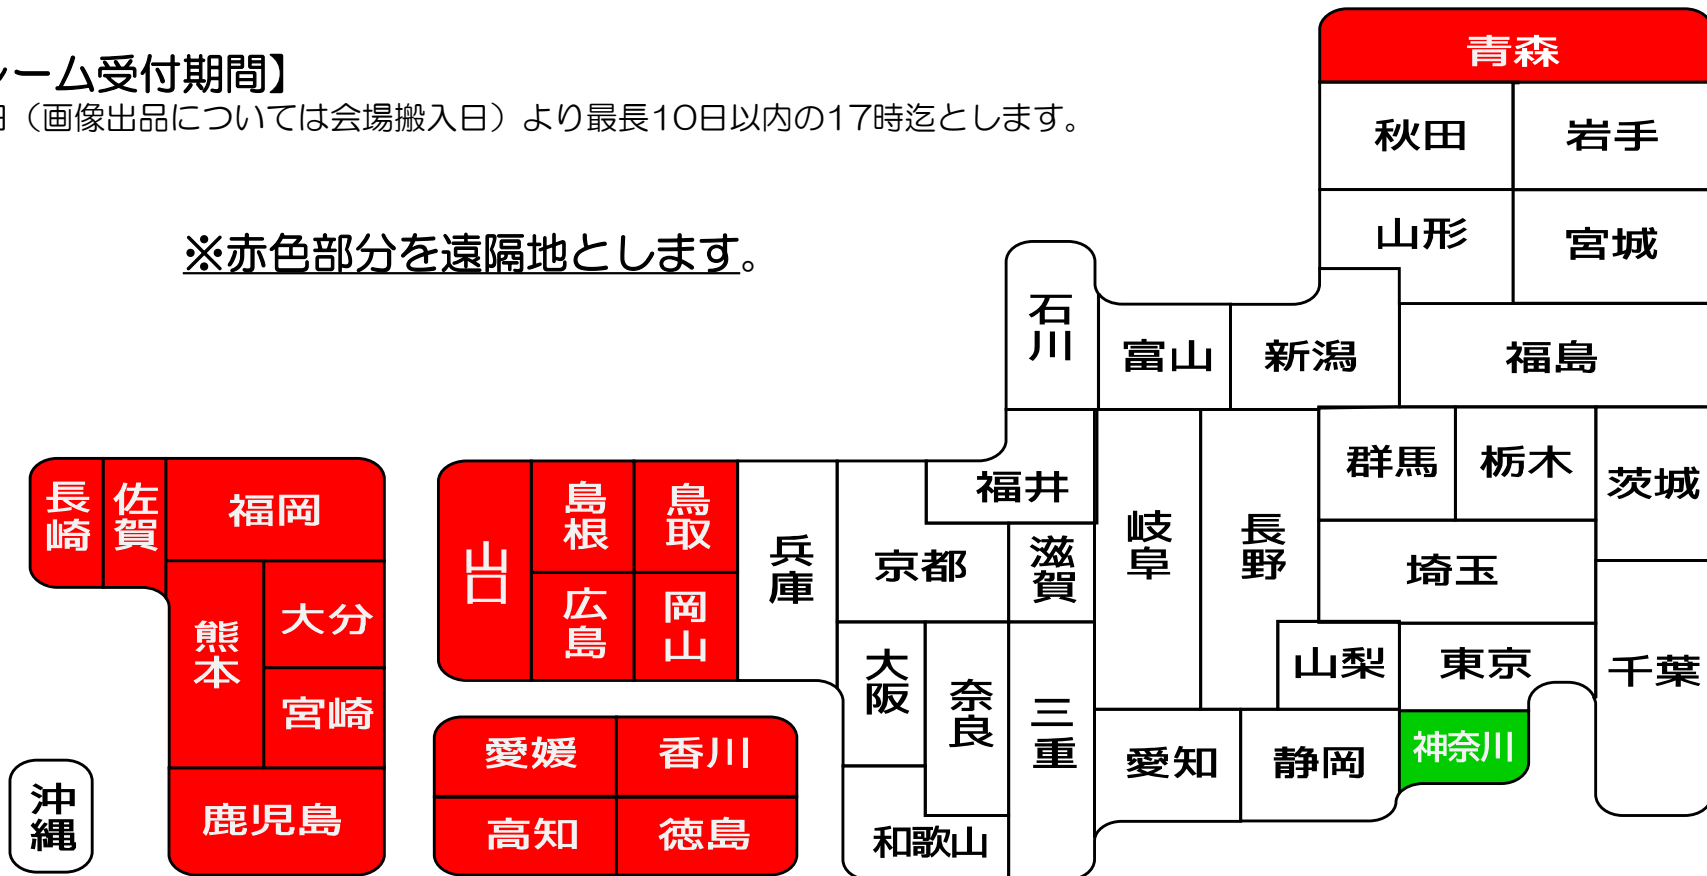 ーム受付期間】
日（画像出品については会場搬入日）より最長10日以内の17時迄とします。
※赤色部分を遠隔地とします。
青森
秋田
岩手
山形
宮城
石川
富山
新潟
福島
福井
群馬
栃木
茨城
長崎
佐賀
福岡
山口
島根
鳥取
兵庫
京都
滋賀
岐阜
長野
埼玉
熊本
大分
広島
岡山
大阪
奈良
三重
山梨
東京
千葉
宮崎
愛媛
香川
愛知
静岡
神奈川
沖縄
鹿児島
高知
徳島
和歌山